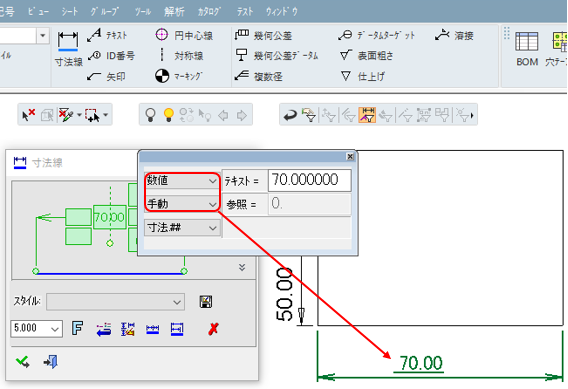 記号 ビュー シート グループ ツール 解析 カタログ テスト ウィンドウ
テキスト 円中心線 幾何公差 データムターゲット 溶接
寸法線 ID番号 対称線 幾何公差データム 表面粗さ BOM 穴テー
矢印 マーキング 複数径 仕上げ
寸法線
数値 テキスト = 70.000000
手動 参照 = 0.
寸法.##
70.00
スタイル:
5.000
50.00
70.00